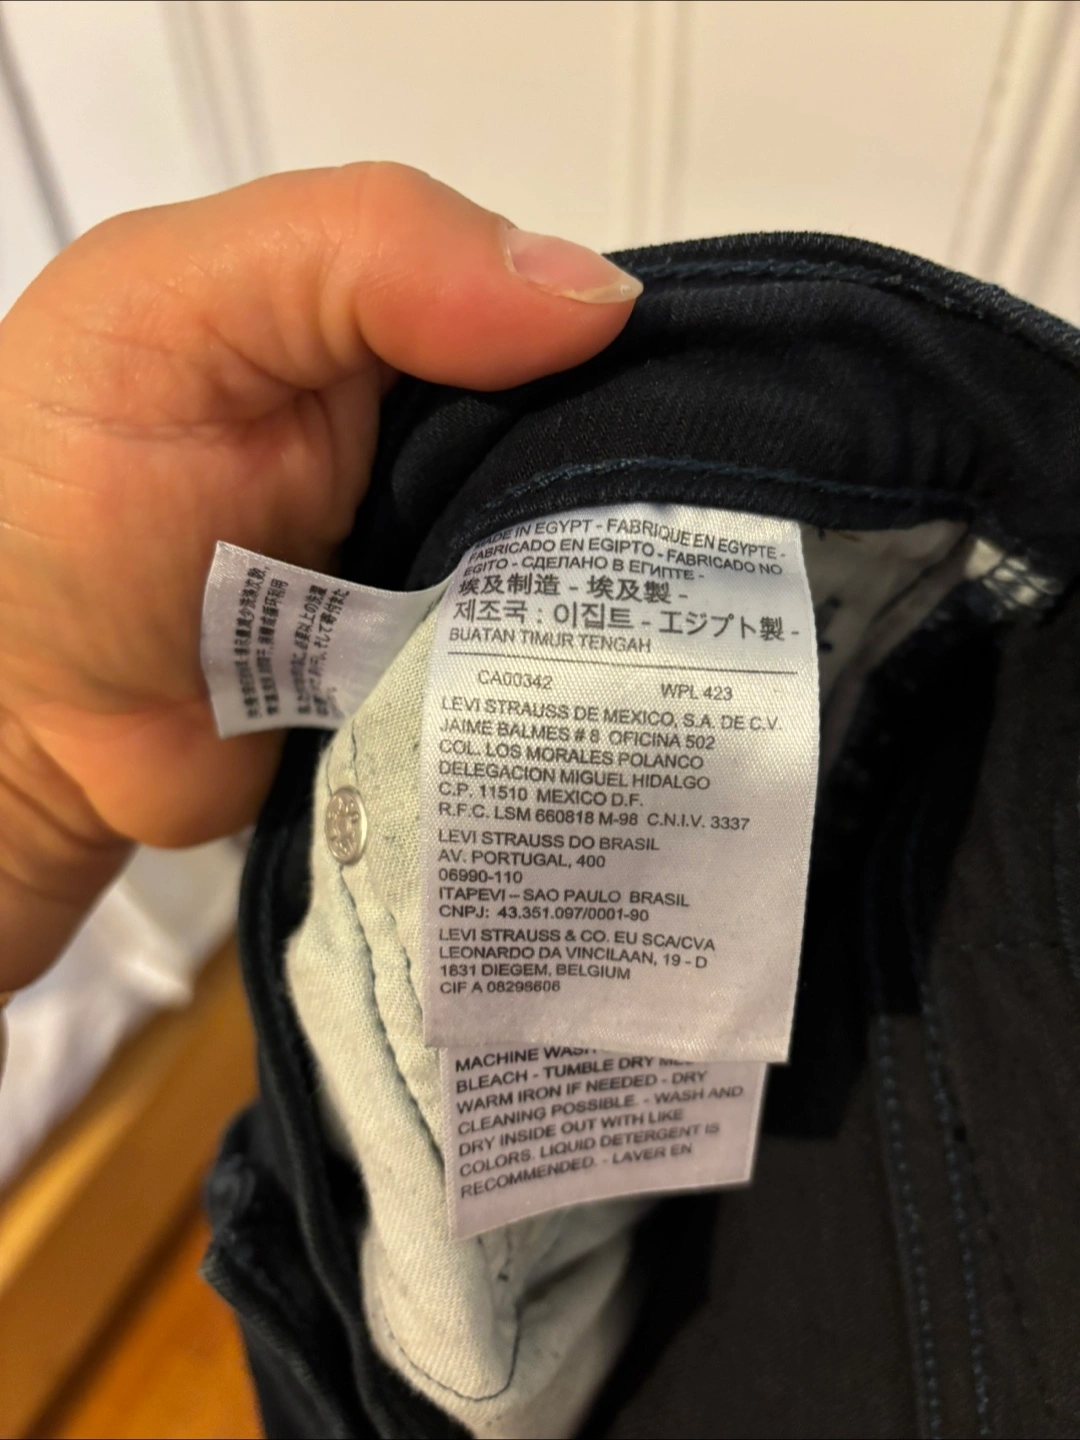 MADE IN EGYPT - FABRIQUE EN EGYPTE -
FABRICADO EN EGIPTO - FABRICADO NO
EGITO - СДЕЛАНО В ЕГИПТЕ -
埃及制造 - 埃及製 -
제조국 : 이집트 - エジプト製 -
BUATAN TIMUR TENGAH
CA00342 WPL 423
LEVI STRAUSS DE MEXICO, S.A. DE C.V.
JAIME BALMES # 8 OFICINA 502
COL. LOS MORALES POLANCO
DELEGACION MIGUEL HIDALGO
C.P. 11510 MEXICO D.F.
R.F.C. LSM 660818 M-98 C.N.I.V. 3337
LEVI STRAUSS DO BRASIL
AV. PORTUGAL, 400
06990-110
ITAPEVI – SAO PAULO BRASIL
CNPJ: 43.351.097/0001-90
LEVI STRAUSS & CO. EU SCA/CVA
LEONARDO DA VINCILAAN, 19 - D
1831 DIEGEM, BELGIUM
CIF A 08296606
MACHINE WASH
BLEACH - TUMBLE DRY
WARM IRON IF NEEDED - DRY
CLEANING POSSIBLE. - WASH AND
DRY INSIDE OUT WITH LIKE
COLORS. LIQUID DETERGENT IS
RECOMMENDED. - LAVER EN